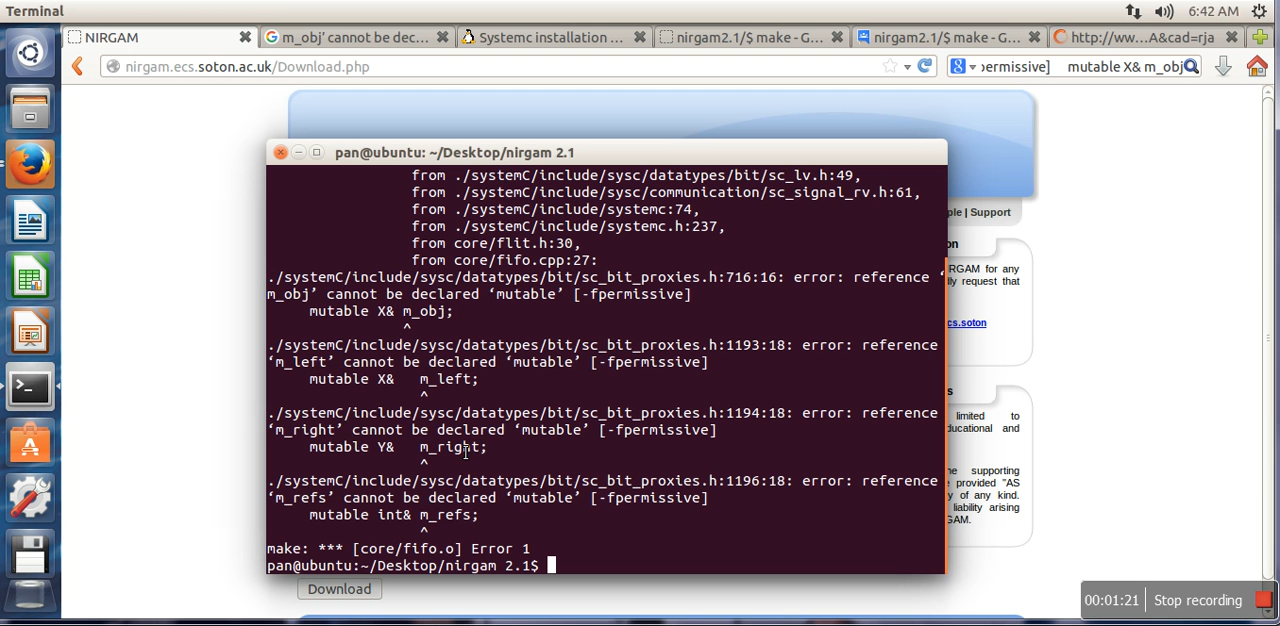 Terminal
6:42 AM
NIRGAM
m_obj’ cannot be dec...
Systemc installation ...
nirgam2.1/$ make - G...
nirgam2.1/$ make - G...
http://ww...A&cad=rja
nirgam.ecs.soton.ac.uk/Download.php
permissive] mutable X& m_obj
pan@ubuntu: ~/Desktop/nirgam 2.1
from ./systemC/include/sysc/datatypes/bit/sc_lv.h:49,
from ./systemC/include/sysc/communication/sc_signal_rv.h:61,
from ./systemC/include/systemc:74,
from ./systemC/include/systemc.h:237,
from core/flit.h:30,
from core/fifo.cpp:27:
./systemC/include/sysc/datatypes/bit/sc_bit_proxies.h:716:16: error: reference ‘
m_obj’ cannot be declared ‘mutable’ [-fpermissive]
mutable X& m_obj;
^
./systemC/include/sysc/datatypes/bit/sc_bit_proxies.h:1193:18: error: reference
‘m_left’ cannot be declared ‘mutable’ [-fpermissive]
mutable X& m_left;
^
./systemC/include/sysc/datatypes/bit/sc_bit_proxies.h:1194:18: error: reference
‘m_right’ cannot be declared ‘mutable’ [-fpermissive]
mutable Y& m_right;
^
./systemC/include/sysc/datatypes/bit/sc_bit_proxies.h:1196:18: error: reference
‘m_refs’ cannot be declared ‘mutable’ [-fpermissive]
mutable int& m_refs;
^
make: *** [core/fifo.o] Error 1
pan@ubuntu:~/Desktop/nirgam 2.1$
ple | Support
on
RGAM for any
request that
cs.soton
s
limited to
educational and
supporting
provided "AS
of any kind.
liability arising
GAM.
Download
00:01:21 Stop recording